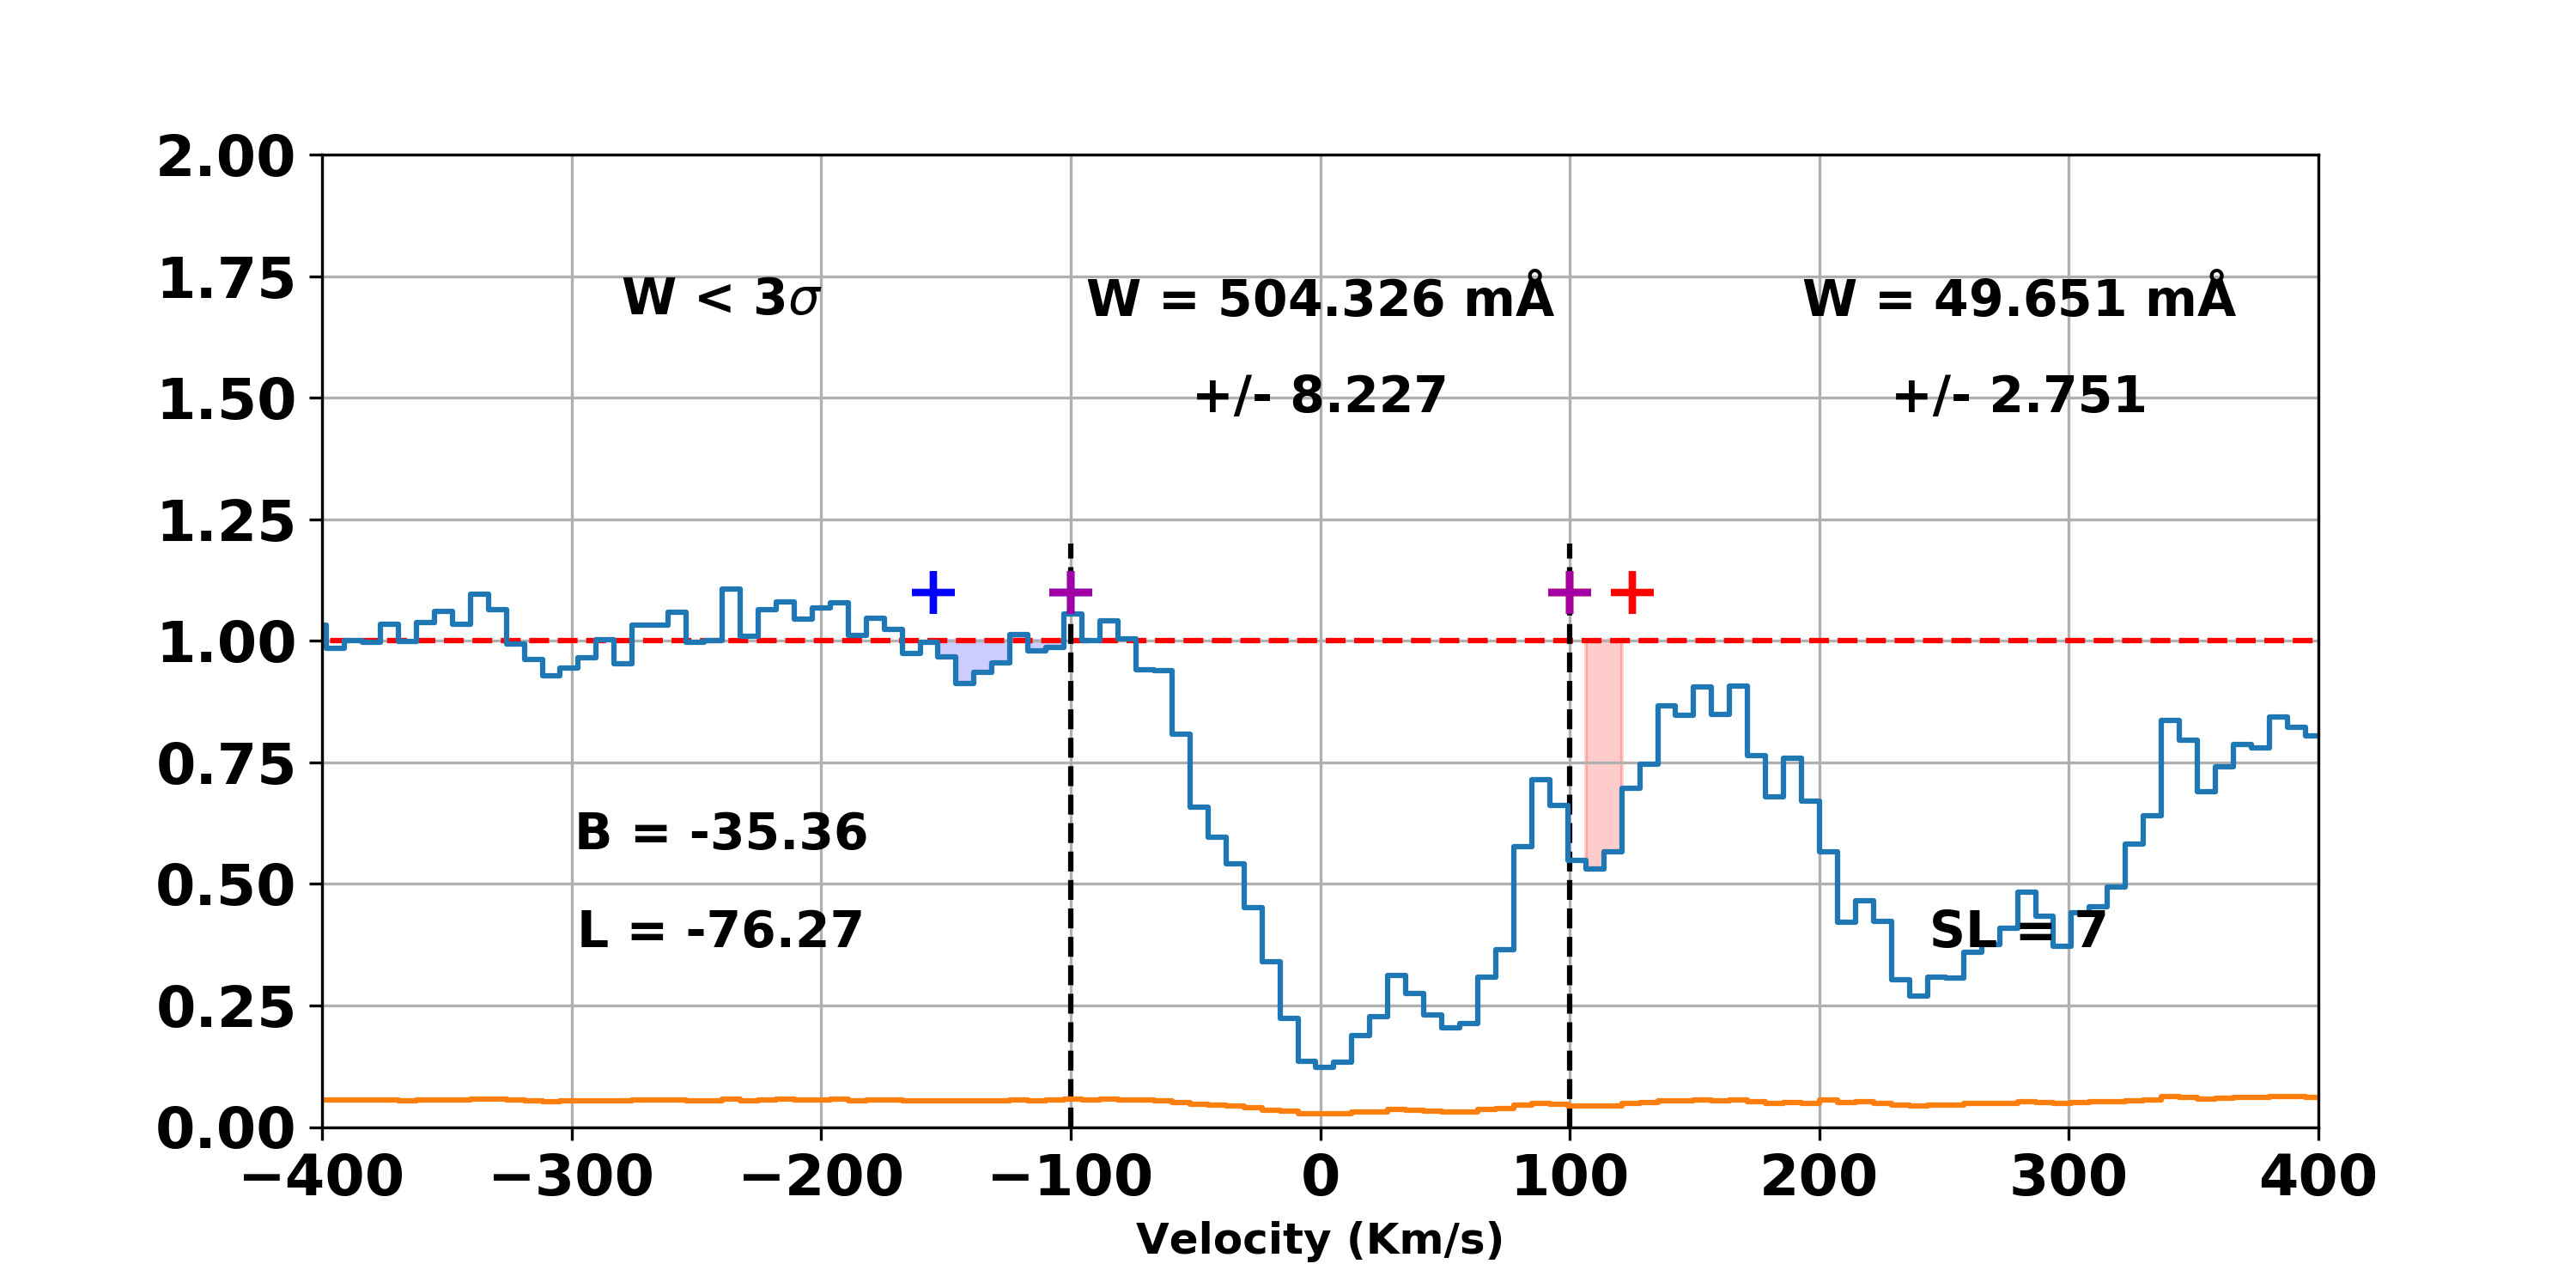 2.00
1.75
1.50
1.25
1.00
0.75
0.50
0.25
0.00
W < 3σ
W = 504.326 mÅ
+/- 8.227
W = 49.651 mÅ
+/- 2.751
B = -35.36
L = -76.27
SL = 7
−400 −300 −200 −100 0 100 200 300 400
Velocity (Km/s)